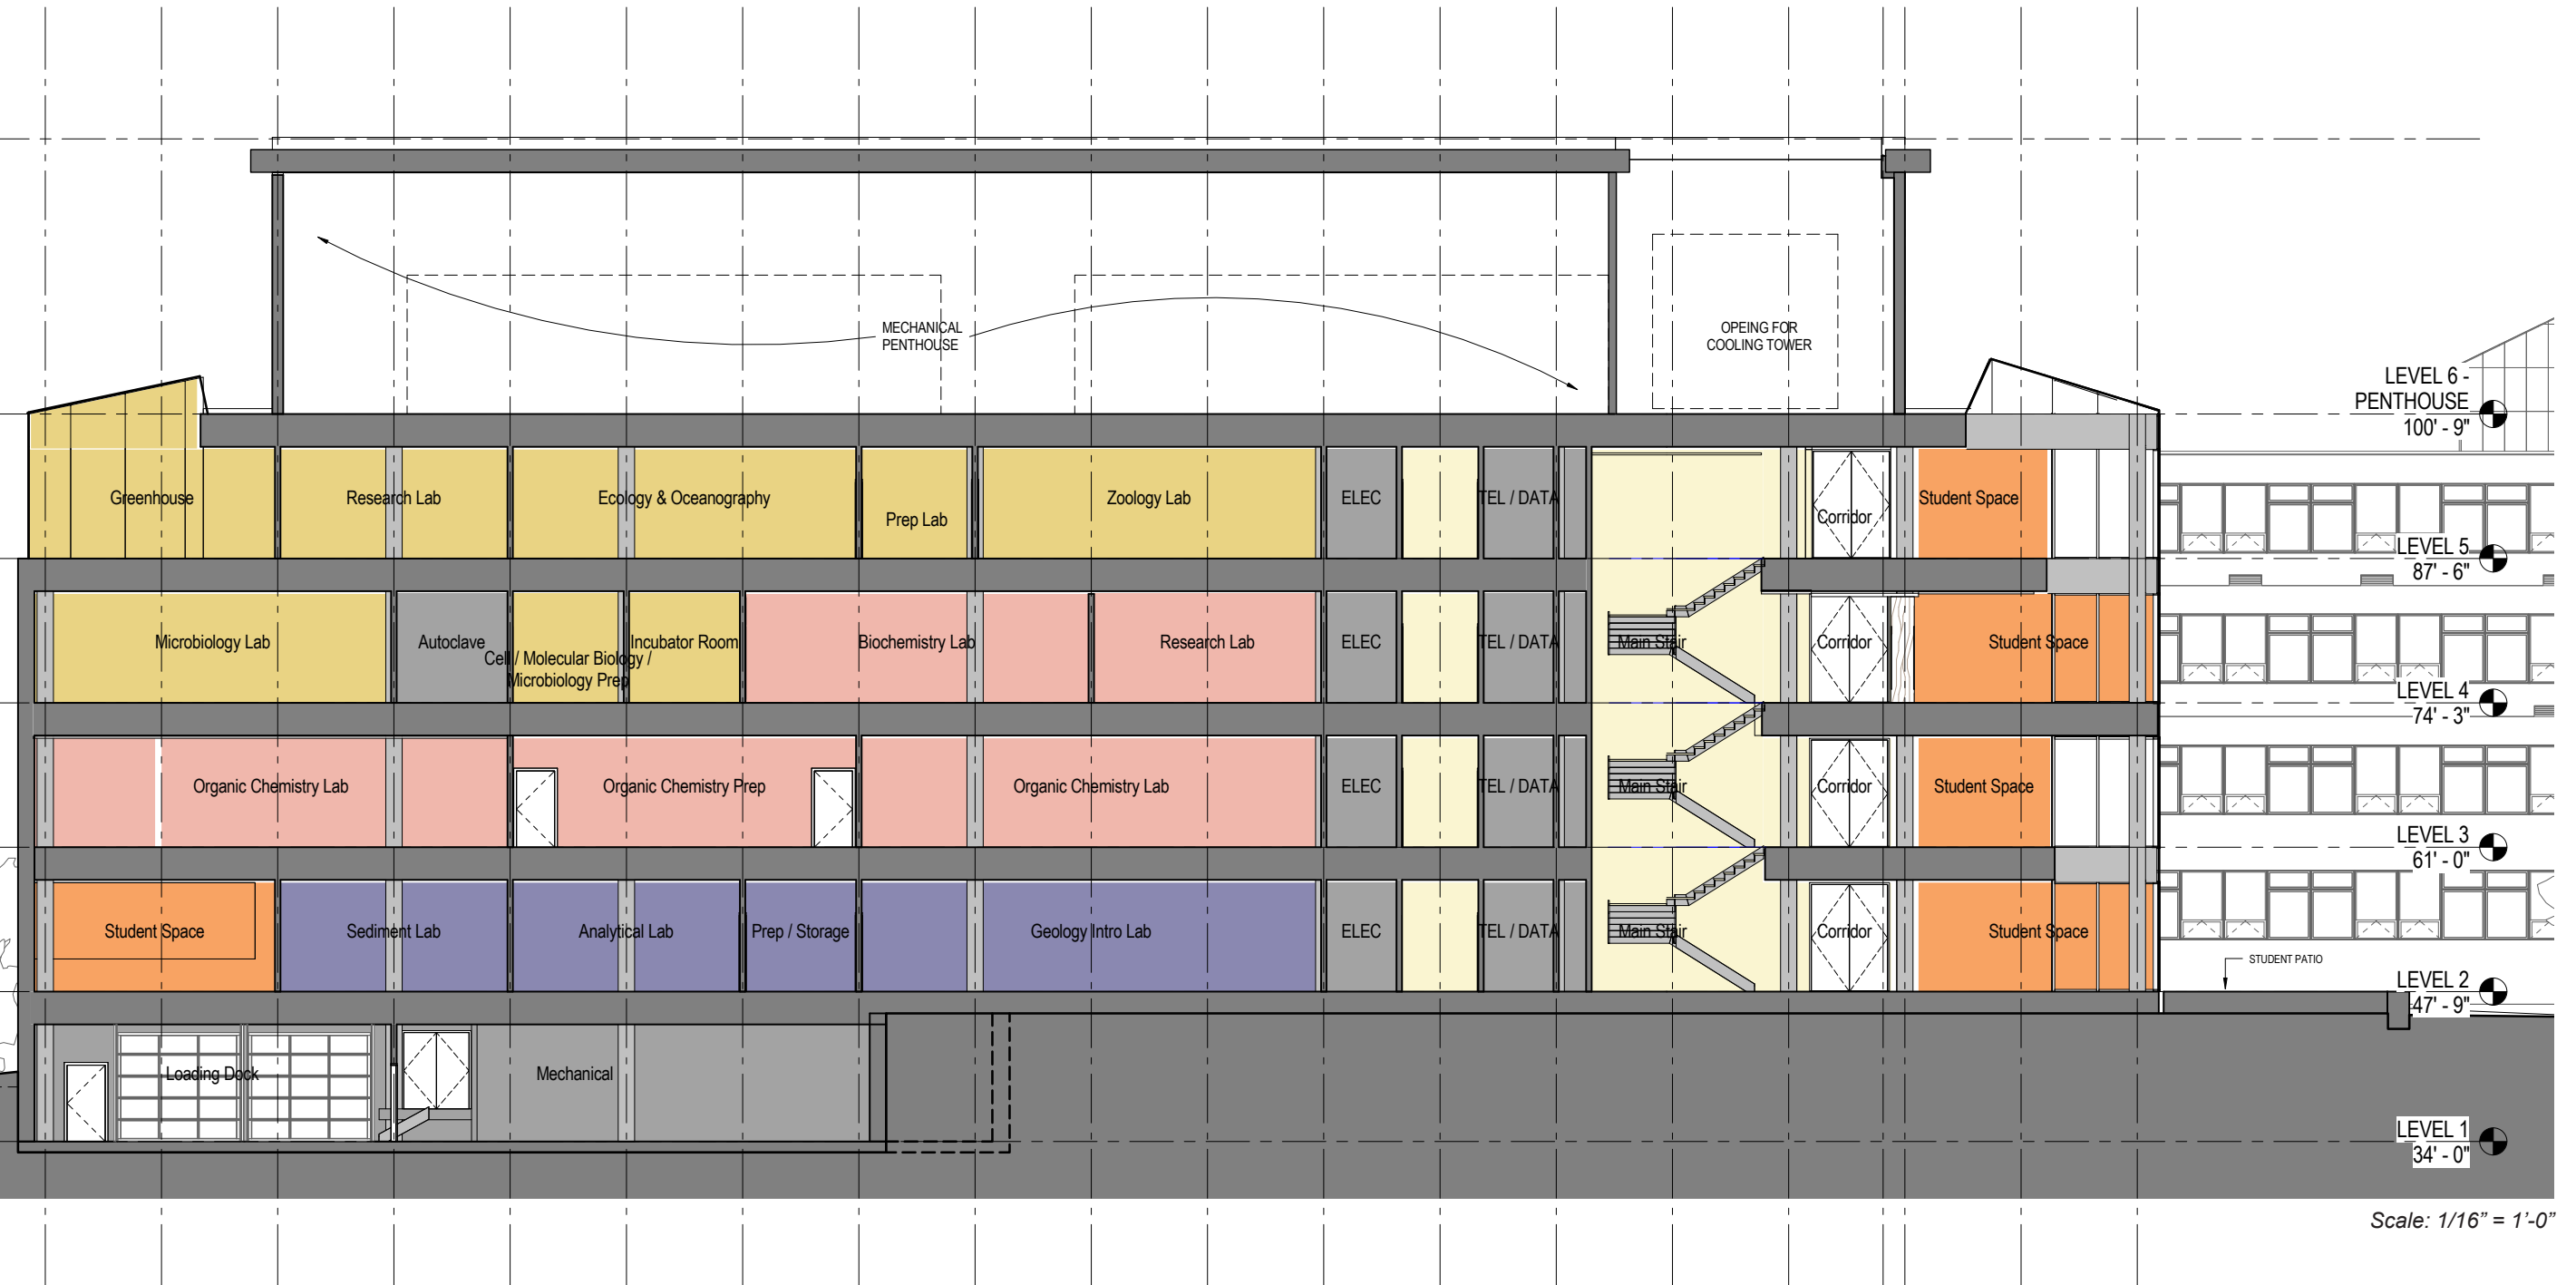 MECHANICAL
PENTHOUSE
OPEING FOR
COOLING TOWER
LEVEL 6 -
PENTHOUSE
100' - 9"
Greenhouse
Research Lab
Ecology & Oceanography
Prep Lab
Zoology Lab
ELEC
TEL / DATA
Corridor
Student Space
LEVEL 5
87' - 6"
Microbiology Lab
Autoclave
Cell / Molecular Biology /
Microbiology Prep
Incubator Room
Biochemistry Lab
Research Lab
ELEC
TEL / DATA
Main Stair
Corridor
Student Space
LEVEL 4
74' - 3"
Organic Chemistry Lab
Organic Chemistry Prep
Organic Chemistry Lab
ELEC
TEL / DATA
Main Stair
Corridor
Student Space
LEVEL 3
61' - 0"
Student Space
Sediment Lab
Analytical Lab
Prep / Storage
Geology Intro Lab
ELEC
TEL / DATA
Main Stair
Corridor
Student Space
STUDENT PATIO
LEVEL 2
47' - 9"
Loading Dock
Mechanical
LEVEL 1
34' - 0"
Scale: 1/16” = 1’-0”